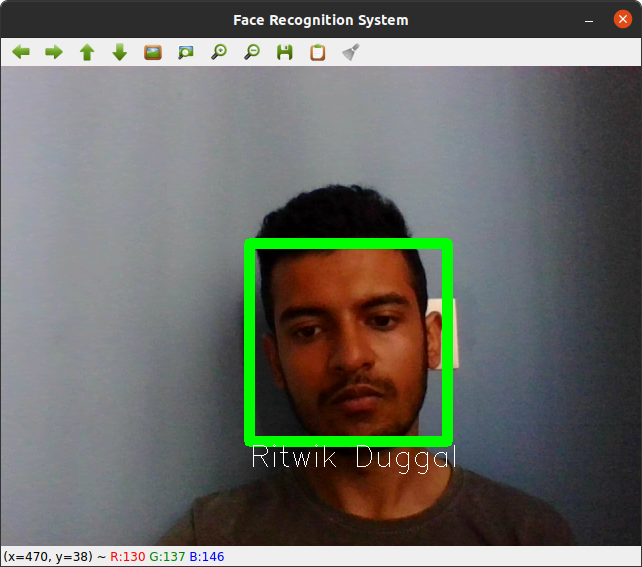 Face Recognition System
Ritwik Duggal
(x=470, y=38) ~ R:130 G:137 B:146